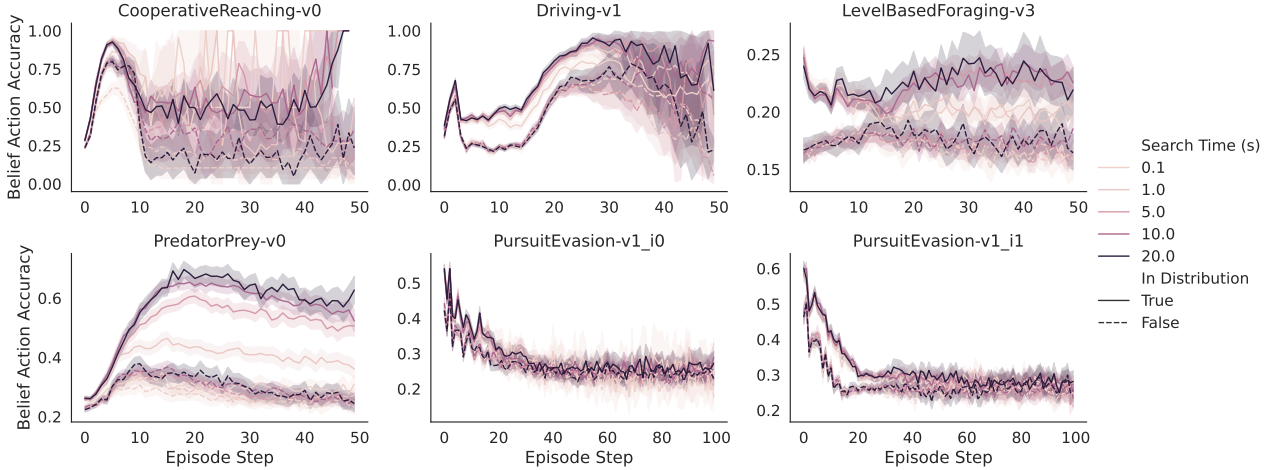 CooperativeReaching-v0
Driving-v1
LevelBasedForaging-v3
Belief Action Accuracy
1.00
0.75
0.50
0.25
0.00
0 10 20 30 40 50
1.00
0.75
0.50
0.25
0.00
0 10 20 30 40 50
0.25
0.20
0.15
0 10 20 30 40 50
PredatorPrey-v0
PursuitEvasion-v1_i0
PursuitEvasion-v1_i1
Belief Action Accuracy
0.6
0.4
0.2
0 10 20 30 40 50
Episode Step
0.5
0.4
0.3
0.2
0 20 40 60 80 100
Episode Step
0.6
0.5
0.4
0.3
0.2
0 20 40 60 80 100
Episode Step
Search Time (s)
0.1
1.0
5.0
10.0
20.0
In Distribution
True
False